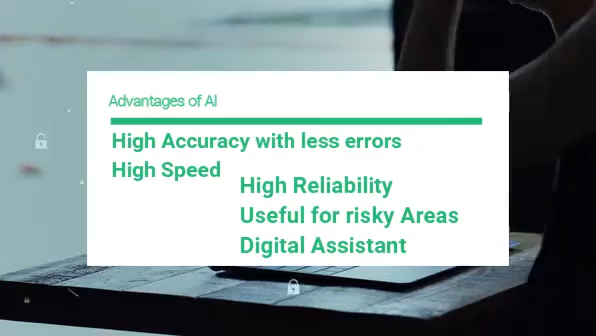 Advantages of AI
High Accuracy with less errors
High Speed
High Reliability
Useful for risky Areas
Digital Assistant